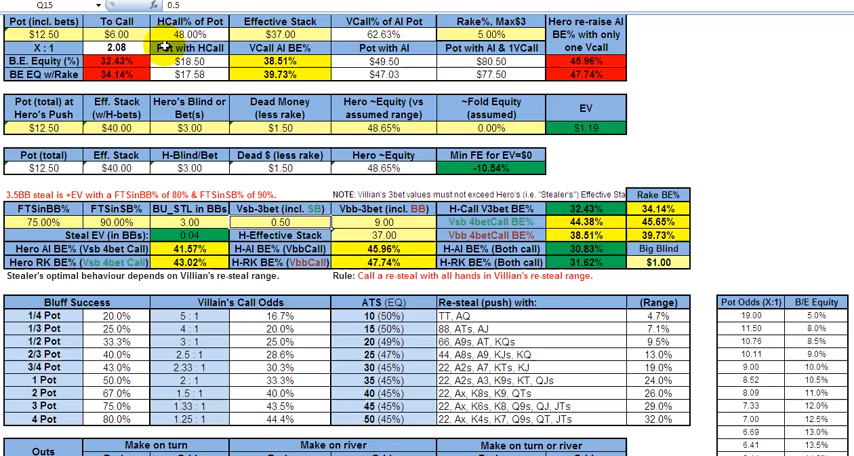 Q15 fx 0.5
Pot (incl. bets) To Call HCall% of Pot Effective Stack VCall% of AI Pot Rake%, Max$3 Hero re-raise AI
$12.50 $6.00 48.00% $37.00 62.63% 5.00% BE% with only
X : 1 2.08 Pot with HCall VCall AI BE% Pot with AI Pot with AI & 1VCall one Vcall
B.E. Equity (%) 32.43% $18.50 38.51% $49.50 $80.50 45.96%
BE EQ w/Rake 34.14% $17.58 39.73% $47.03 $77.50 47.74%
Pot (total) at Eff. Stack Hero's Blind or Dead Money Hero ~Equity (vs ~Fold Equity EV
Hero's Push (w/H-bets) Bet(s) (less rake) assumed range) (assumed)
$12.50 $40.00 $3.00 $1.50 48.65% 0.00% $1.19
Pot (total) Eff. Stack H-Blind/Bet Dead $ (less rake) Hero ~Equity Min FE for EV=$0
$12.50 $40.00 $3.00 $1.50 48.65% -10.54%
3.5BB steal is +EV with a FTSinBB% of 80% & FTSinSB% of 90%. NOTE: Villian's 3bet values must not exceed Hero's (i.e. "Stealer's") Effective Sta Rake BE%
FTSinBB% FTSinSB% BU_STL in BBs Vsb-3bet (incl. SB) Vbb-3bet (incl. BB) H-Call V3bet BE% 32.43% 34.14%
75.00% 90.00% 3.00 0.50 9.00 Vsb 4betCall BE% 44.38% 45.65%
Steal EV (in BBs): 0.04 H-Effective Stack 37.00 Vbb 4betCall BE% 38.51% 39.73%
Hero AI BE% (Vsb 4bet Call) 41.57% H-AI BE% (VbbCall) 45.96% H-AI BE% (Both call) 30.83% Big Blind
Hero RK BE% (Vsb 4bet Call) 43.02% H-RK BE% (VbbCall) 47.74% H-RK BE% (Both call) 31.62% $1.00
Stealer's optimal behaviour depends on Villian's re-steal range. Rule: Call a re-steal with all hands in Villian's re-steal range.
Bluff Success Villain's Call Odds ATS (EQ) Re-steal (push) with: (Range) Pot Odds (X:1) B/E Equity
1/4 Pot 20.0% 5 : 1 16.7% 10 (50%) TT, AQ 4.7% 19.00 5.0%
1/3 Pot 25.0% 4 : 1 20.0% 15 (50%) 88, ATs, AJ 7.1% 11.50 8.0%
1/2 Pot 33.3% 3 : 1 25.0% 20 (49%) 66, A9s, AT, KQs 9.5% 10.76 8.5%
2/3 Pot 40.0% 2.5 : 1 28.6% 25 (47%) 44, A8s, A9, KJs, KQ 13.0% 10.11 9.0%
3/4 Pot 43.0% 2.33 : 1 30.3% 30 (45%) 22, A2s, A7, KTs, KJ 19.0% 9.00 10.0%
1 Pot 50.0% 2 : 1 33.3% 35 (45%) 22, A2s, A3, K9s, KT, QJs 24.0% 8.52 10.5%
2 Pot 67.0% 1.5 : 1 40.0% 40 (45%) 22, Ax, K8s, K9, QTs 26.0% 8.09 11.0%
3 Pot 75.0% 1.33 : 1 43.5% 45 (45%) 22, Ax, K6s, K8, Q9s, QJ, JTs 29.0% 7.33 12.0%
4 Pot 80.0% 1.25 : 1 44.4% 50 (45%) 22, Ax, K4s, K7, Q9s, QT, JTs 32.0% 7.00 12.5%
6.69 13.0%
Outs Make on turn Make on river Make on turn or river 6.41 13.5%